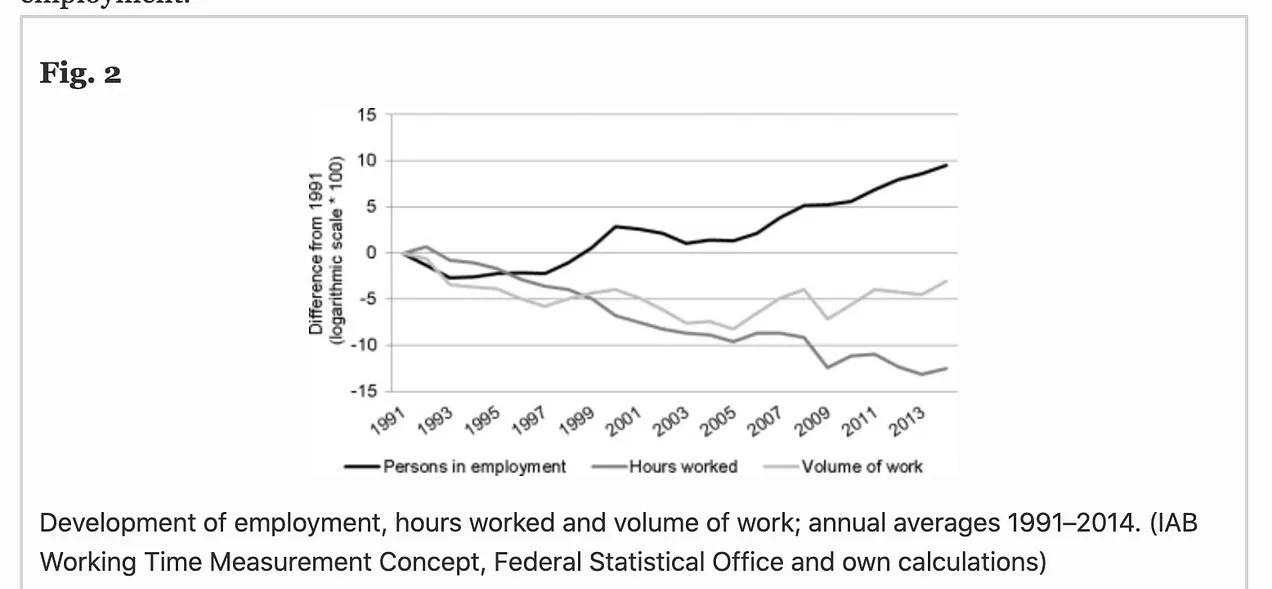 employment.
Fig. 2
15
10
5
0
-5
-10
-15
Difference from 1991
(logarithmic scale * 100)
1991
1993
1995
1997
1999
2001
2003
2005
2007
2009
2011
2013
Persons in employment
Hours worked
Volume of work
Development of employment, hours worked and volume of work; annual averages 1991–2014. (IAB
Working Time Measurement Concept, Federal Statistical Office and own calculations)